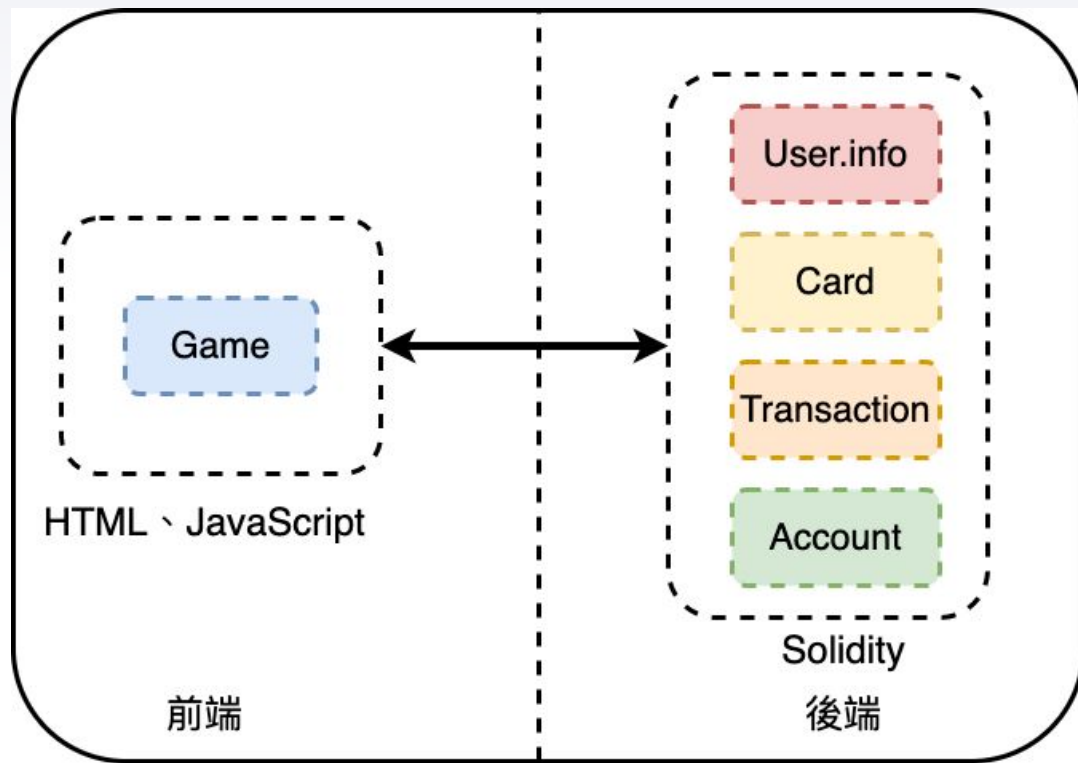 Game
HTML、JavaScript
前端
User.info
Card
Transaction
Account
Solidity
後端